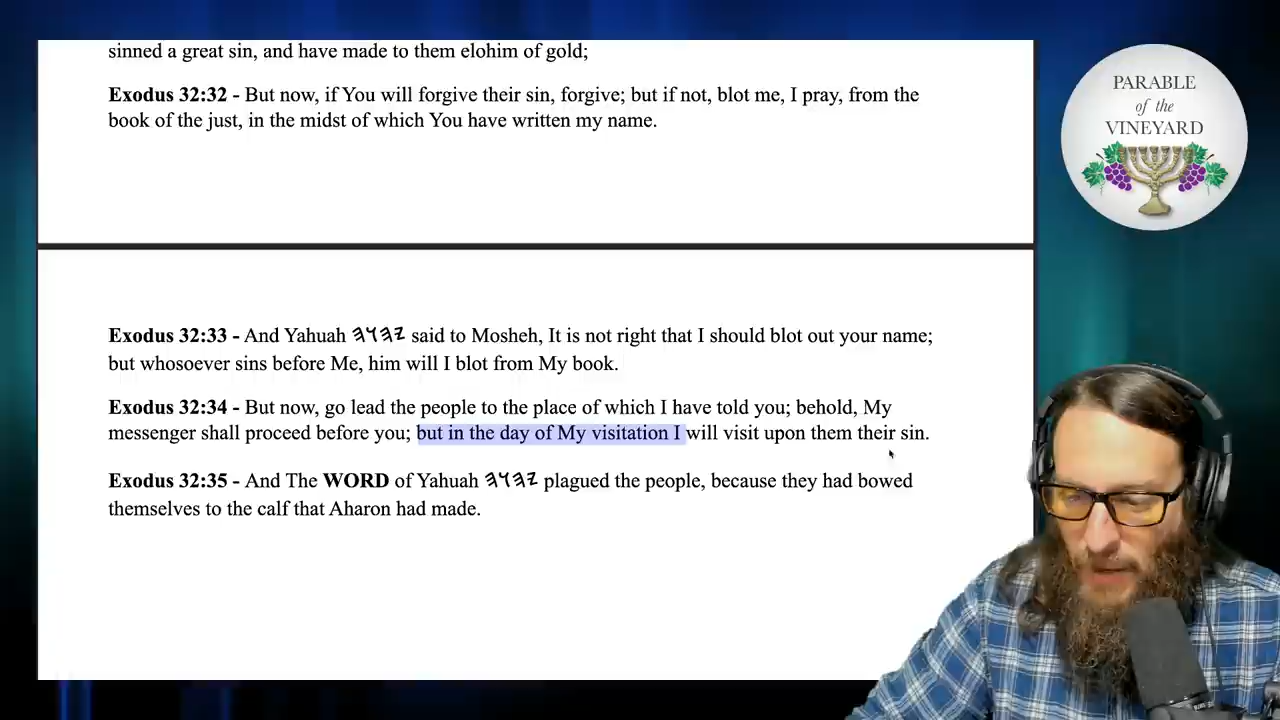 sinned a great sin, and have made to them elohim of gold;
Exodus 32:32 - But now, if You will forgive their sin, forgive; but if not, blot me, I pray, from the
book of the just, in the midst of which You have written my name.
Exodus 32:33 - And Yahuah 𐤉𐤄𐤅𐤄 said to Mosheh, It is not right that I should blot out your name;
but whosoever sins before Me, him will I blot from My book.
Exodus 32:34 - But now, go lead the people to the place of which I have told you; behold, My
messenger shall proceed before you; but in the day of My visitation I will visit upon them their sin.
Exodus 32:35 - And The WORD of Yahuah 𐤉𐤄𐤅𐤄 plagued the people, because they had bowed
themselves to the calf that Aharon had made.
PARABLE
of the
VINEYARD